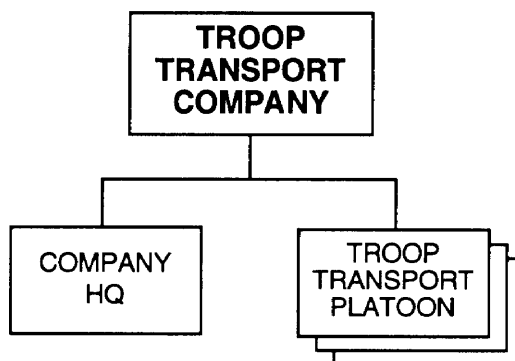 TROOP
TRANSPORT
COMPANY
COMPANY
HQ
TROOP
TRANSPORT
PLATOON